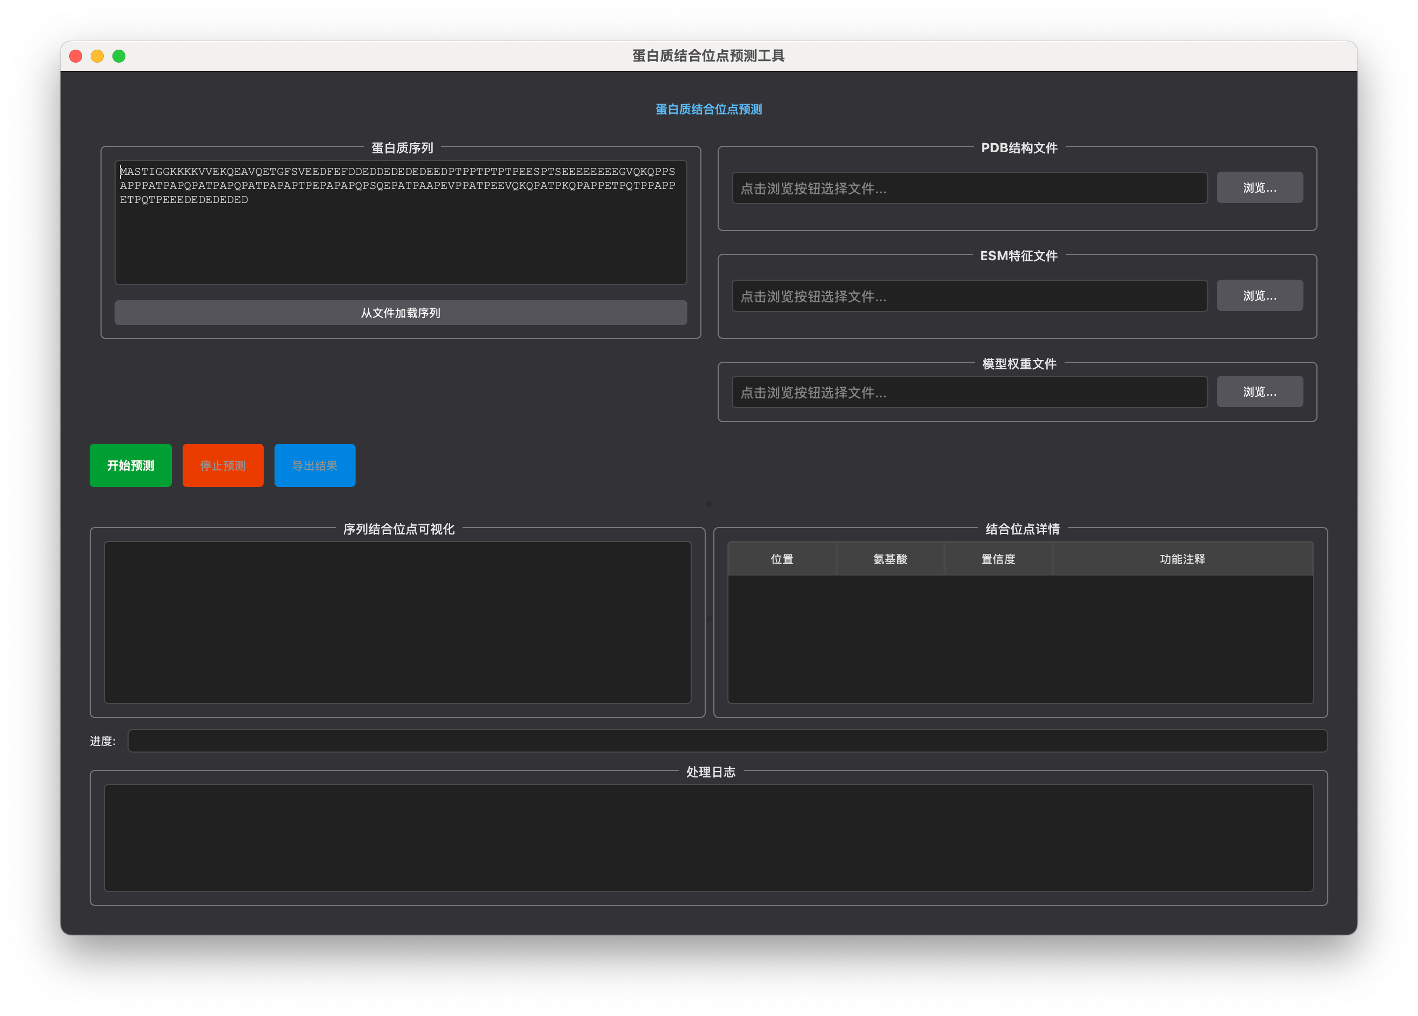 蛋白质结合位点预测工具
蛋白质结合位点预测
蛋白质序列
MASTIGGKKKKVVEKQEAVQETGFSVEEDFEFDDEDDEDEDEDEEDPTPPTPTPTPEESPTSEEEEEEEEGVQKQPPS
APPPATPAPQPATPAPQPATPAPAPTPEPAPAPQPSQEPATPAAPEVPPATPEEVQKQPATPKQPAPPETPQTPPAPP
ETPQTPEEEDEDEDEDED
从文件加载序列
PDB结构文件
点击浏览按钮选择文件...
浏览...
ESM特征文件
点击浏览按钮选择文件...
浏览...
模型权重文件
点击浏览按钮选择文件...
浏览...
开始预测 停止预测 导出结果
序列结合位点可视化
结合位点详情
位置 氨基酸 置信度 功能注释
进度:
处理日志